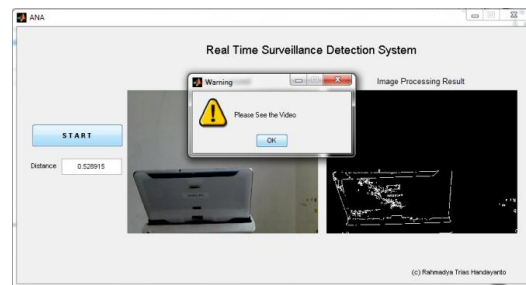 ANA
Real Time Surveillance Detection System
Warning
Image Processing Result
Please See the Video
OK
START
Distance 0.528915
(c) Rahmadya Trias Handayanto